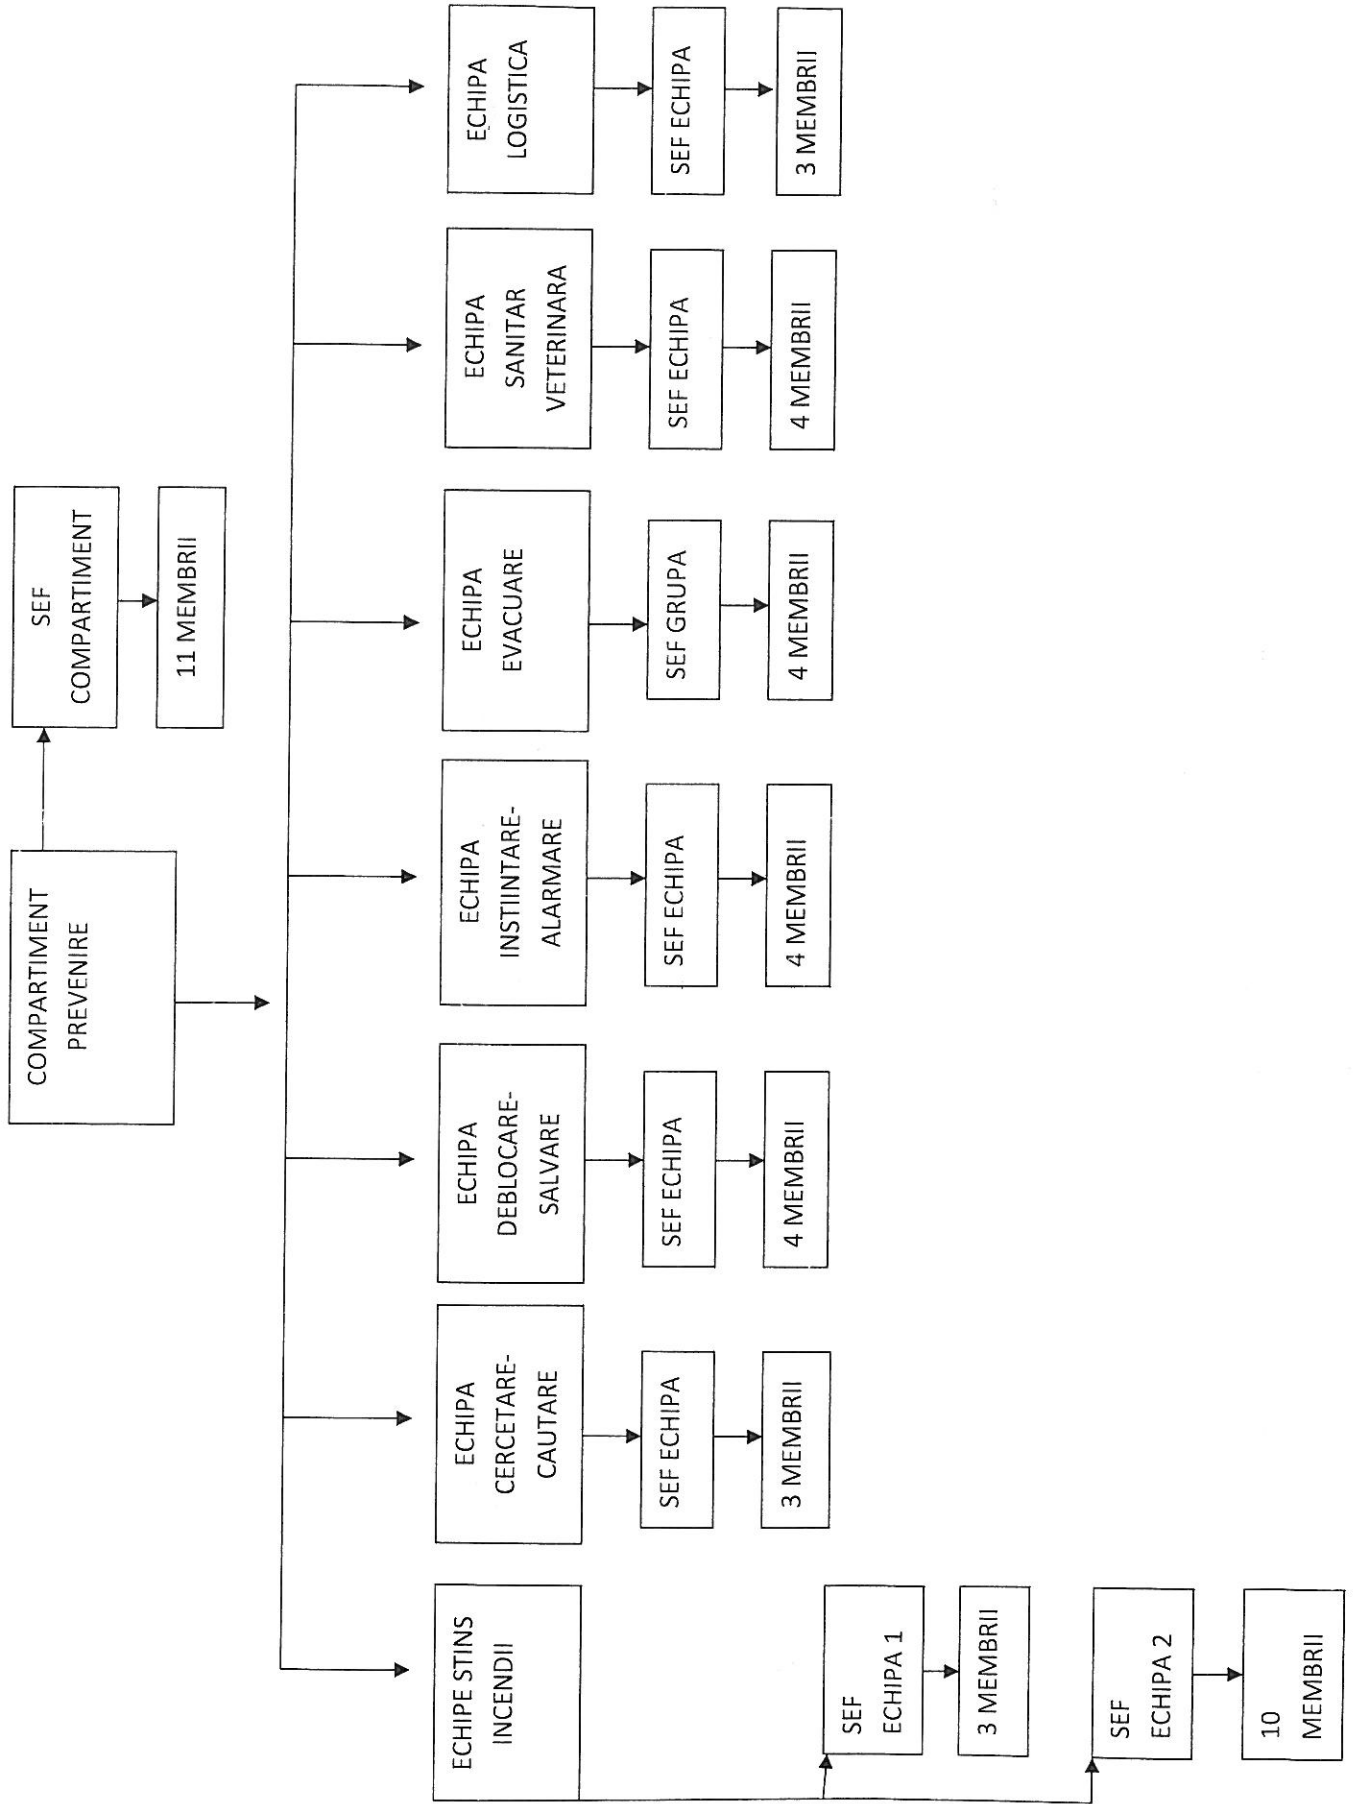 COMPARTIMENT
PREVENIRE
SEF
COMPARTIMENT
11 MEMBRII
ECHIPE STINS
INCENDII
SEF
ECHIPA 1
3 MEMBRII
SEF
ECHIPA 2
10
MEMBRII
ECHIPA
CERCETARE-
CAUTARE
SEF ECHIPA
3 MEMBRII
ECHIPA
DEBLOCARE-
SALVARE
SEF ECHIPA
4 MEMBRII
ECHIPA
INSTIINTARE-
ALARMARE
SEF ECHIPA
4 MEMBRII
ECHIPA
EVACUARE
SEF GRUPA
4 MEMBRII
ECHIPA
SANITAR
VETERINARA
SEF ECHIPA
4 MEMBRII
ECHIPA
LOGISTICA
SEF ECHIPA
3 MEMBRII